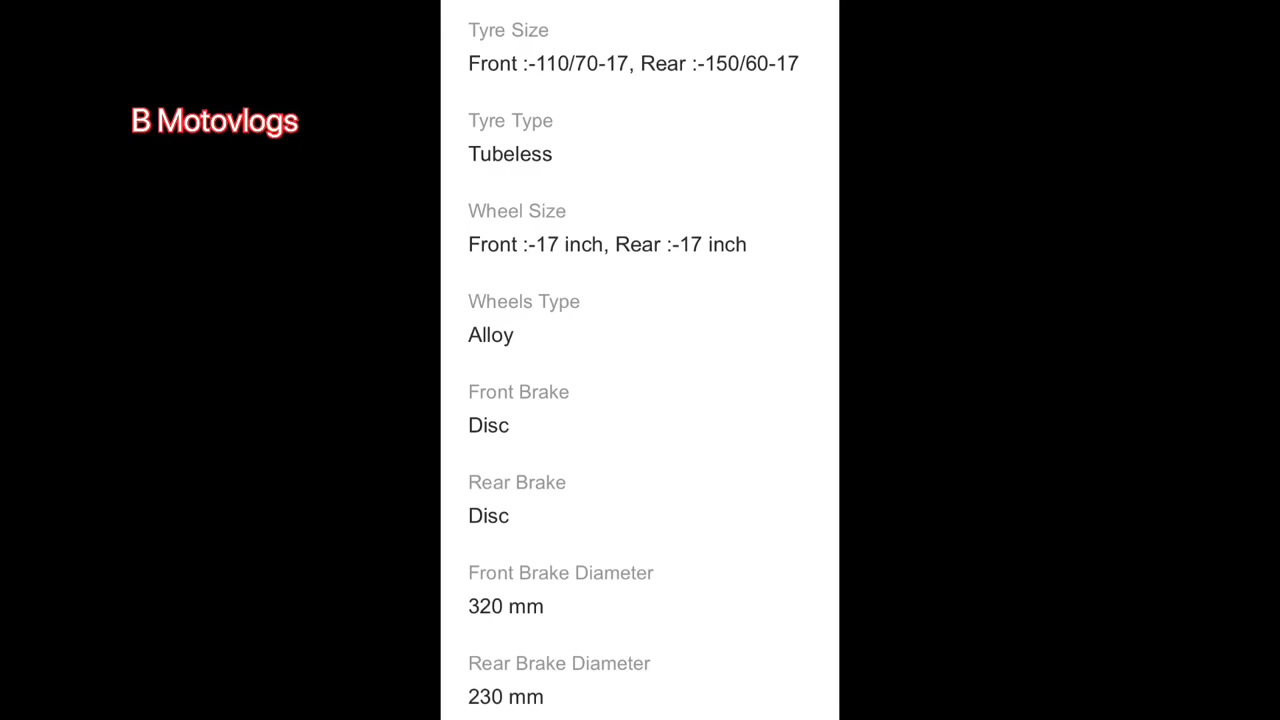 B Motovlogs
Tyre Size
Front :-110/70-17, Rear :-150/60-17
Tyre Type
Tubeless
Wheel Size
Front :-17 inch, Rear :-17 inch
Wheels Type
Alloy
Front Brake
Disc
Rear Brake
Disc
Front Brake Diameter
320 mm
Rear Brake Diameter
230 mm